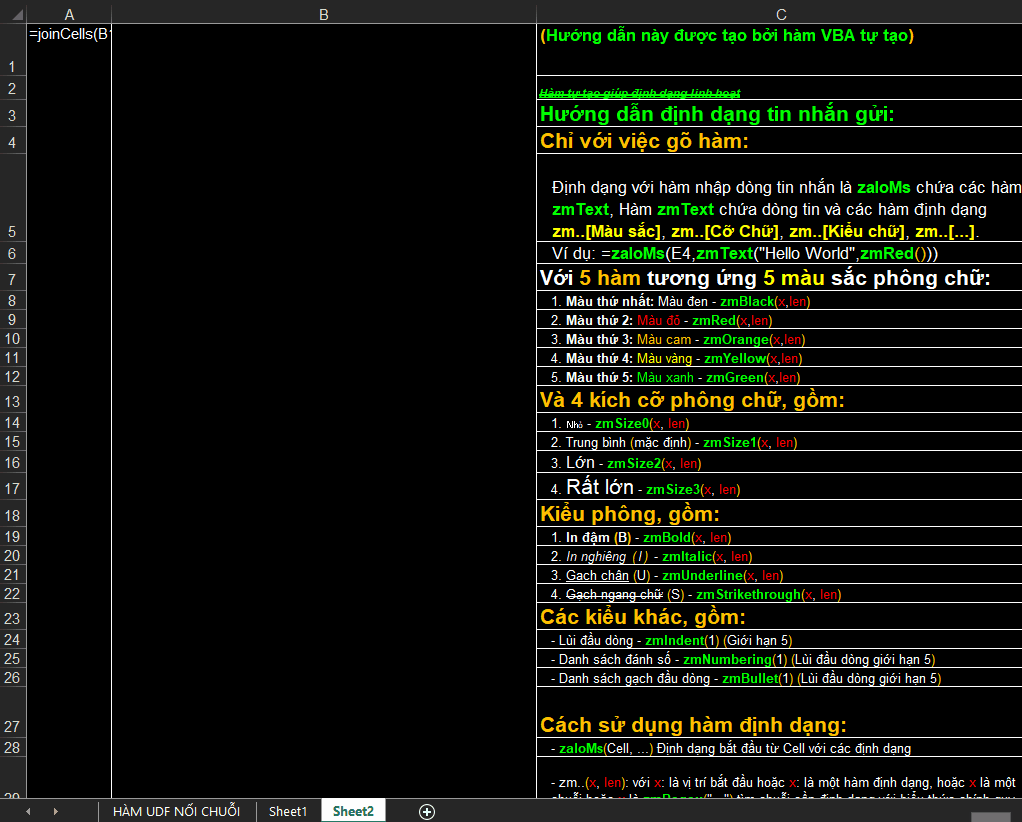 A B C
1 =joinCells(B (Hướng dẫn này được tạo bởi hàm VBA tự tạo)
2 Hàm tự tạo giúp định dạng linh hoạt
3 Hướng dẫn định dạng tin nhắn gửi:
4 Chỉ với việc gõ hàm:
Định dạng với hàm nhập dòng tin nhắn là zaloMs chứa các hàm
zmText, Hàm zmText chứa dòng tin và các hàm định dạng
5 zm..[Màu sắc], zm..[Cỡ Chữ], zm..[Kiểu chữ], zm..[...].
6 Ví dụ: =zaloMs(E4,zmText("Hello World",zmRed()))
7 Với 5 hàm tương ứng 5 màu sắc phông chữ:
8 1. Màu thứ nhất: Màu đen - zmBlack(x,len)
9 2. Màu thứ 2: Màu đỏ - zmRed(x,len)
10 3. Màu thứ 3: Màu cam - zmOrange(x,len)
11 4. Màu thứ 4: Màu vàng - zmYellow(x,len)
12 5. Màu thứ 5: Màu xanh - zmGreen(x,len)
13 Và 4 kích cỡ phông chữ, gồm:
14 1. Nhỏ - zmSize0(x, len)
15 2. Trung bình (mặc định) - zmSize1(x, len)
16 3. Lớn - zmSize2(x, len)
17 4. Rất lớn - zmSize3(x, len)
18 Kiểu phông, gồm:
19 1. In đậm (B) - zmBold(x, len)
20 2. In nghiêng (I) - zmItalic(x, len)
21 3. Gạch chân (U) - zmUnderline(x, len)
22 4. Gạch ngang chữ (S) - zmStrikethrough(x, len)
23 Các kiểu khác, gồm:
24 - Lùi đầu dòng - zmIndent(1) (Giới hạn 5)
25 - Danh sách đánh số - zmNumbering(1) (Lùi đầu dòng giới hạn 5)
26 - Danh sách gạch đầu dòng - zmBullet(1) (Lùi đầu dòng giới hạn 5)
27 Cách sử dụng hàm định dạng:
28 - zaloMs(Cell, ...) Định dạng bắt đầu từ Cell với các định dạng
- zm..(x, len): với x: là vị trí bắt đầu hoặc x: là một hàm định dạng, hoặc x là một
29 chuỗi hoặc x là zmRegex("...") tìm chuỗi cần định dạng với biểu thức chính quy
HÀM UDF NỐI CHUỖI Sheet1 Sheet2